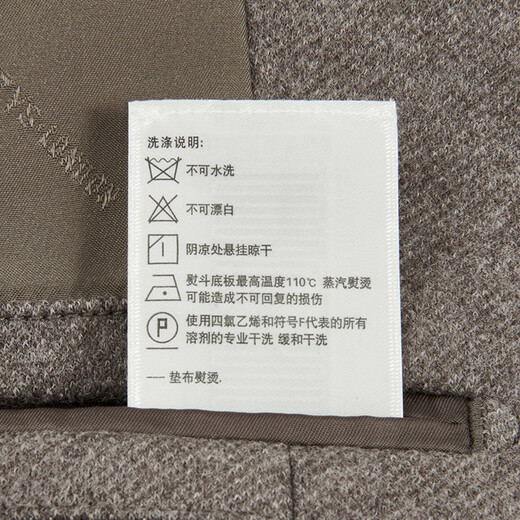 洗涤说明:
不可水洗
不可漂白
阴凉处悬挂晾干
熨斗底板最高温度110℃ 蒸汽熨烫
可能造成不可回复的损伤
P 使用四氯乙烯和符号F代表的所有
溶剂的专业干洗 缓和干洗
── 垫布熨烫.